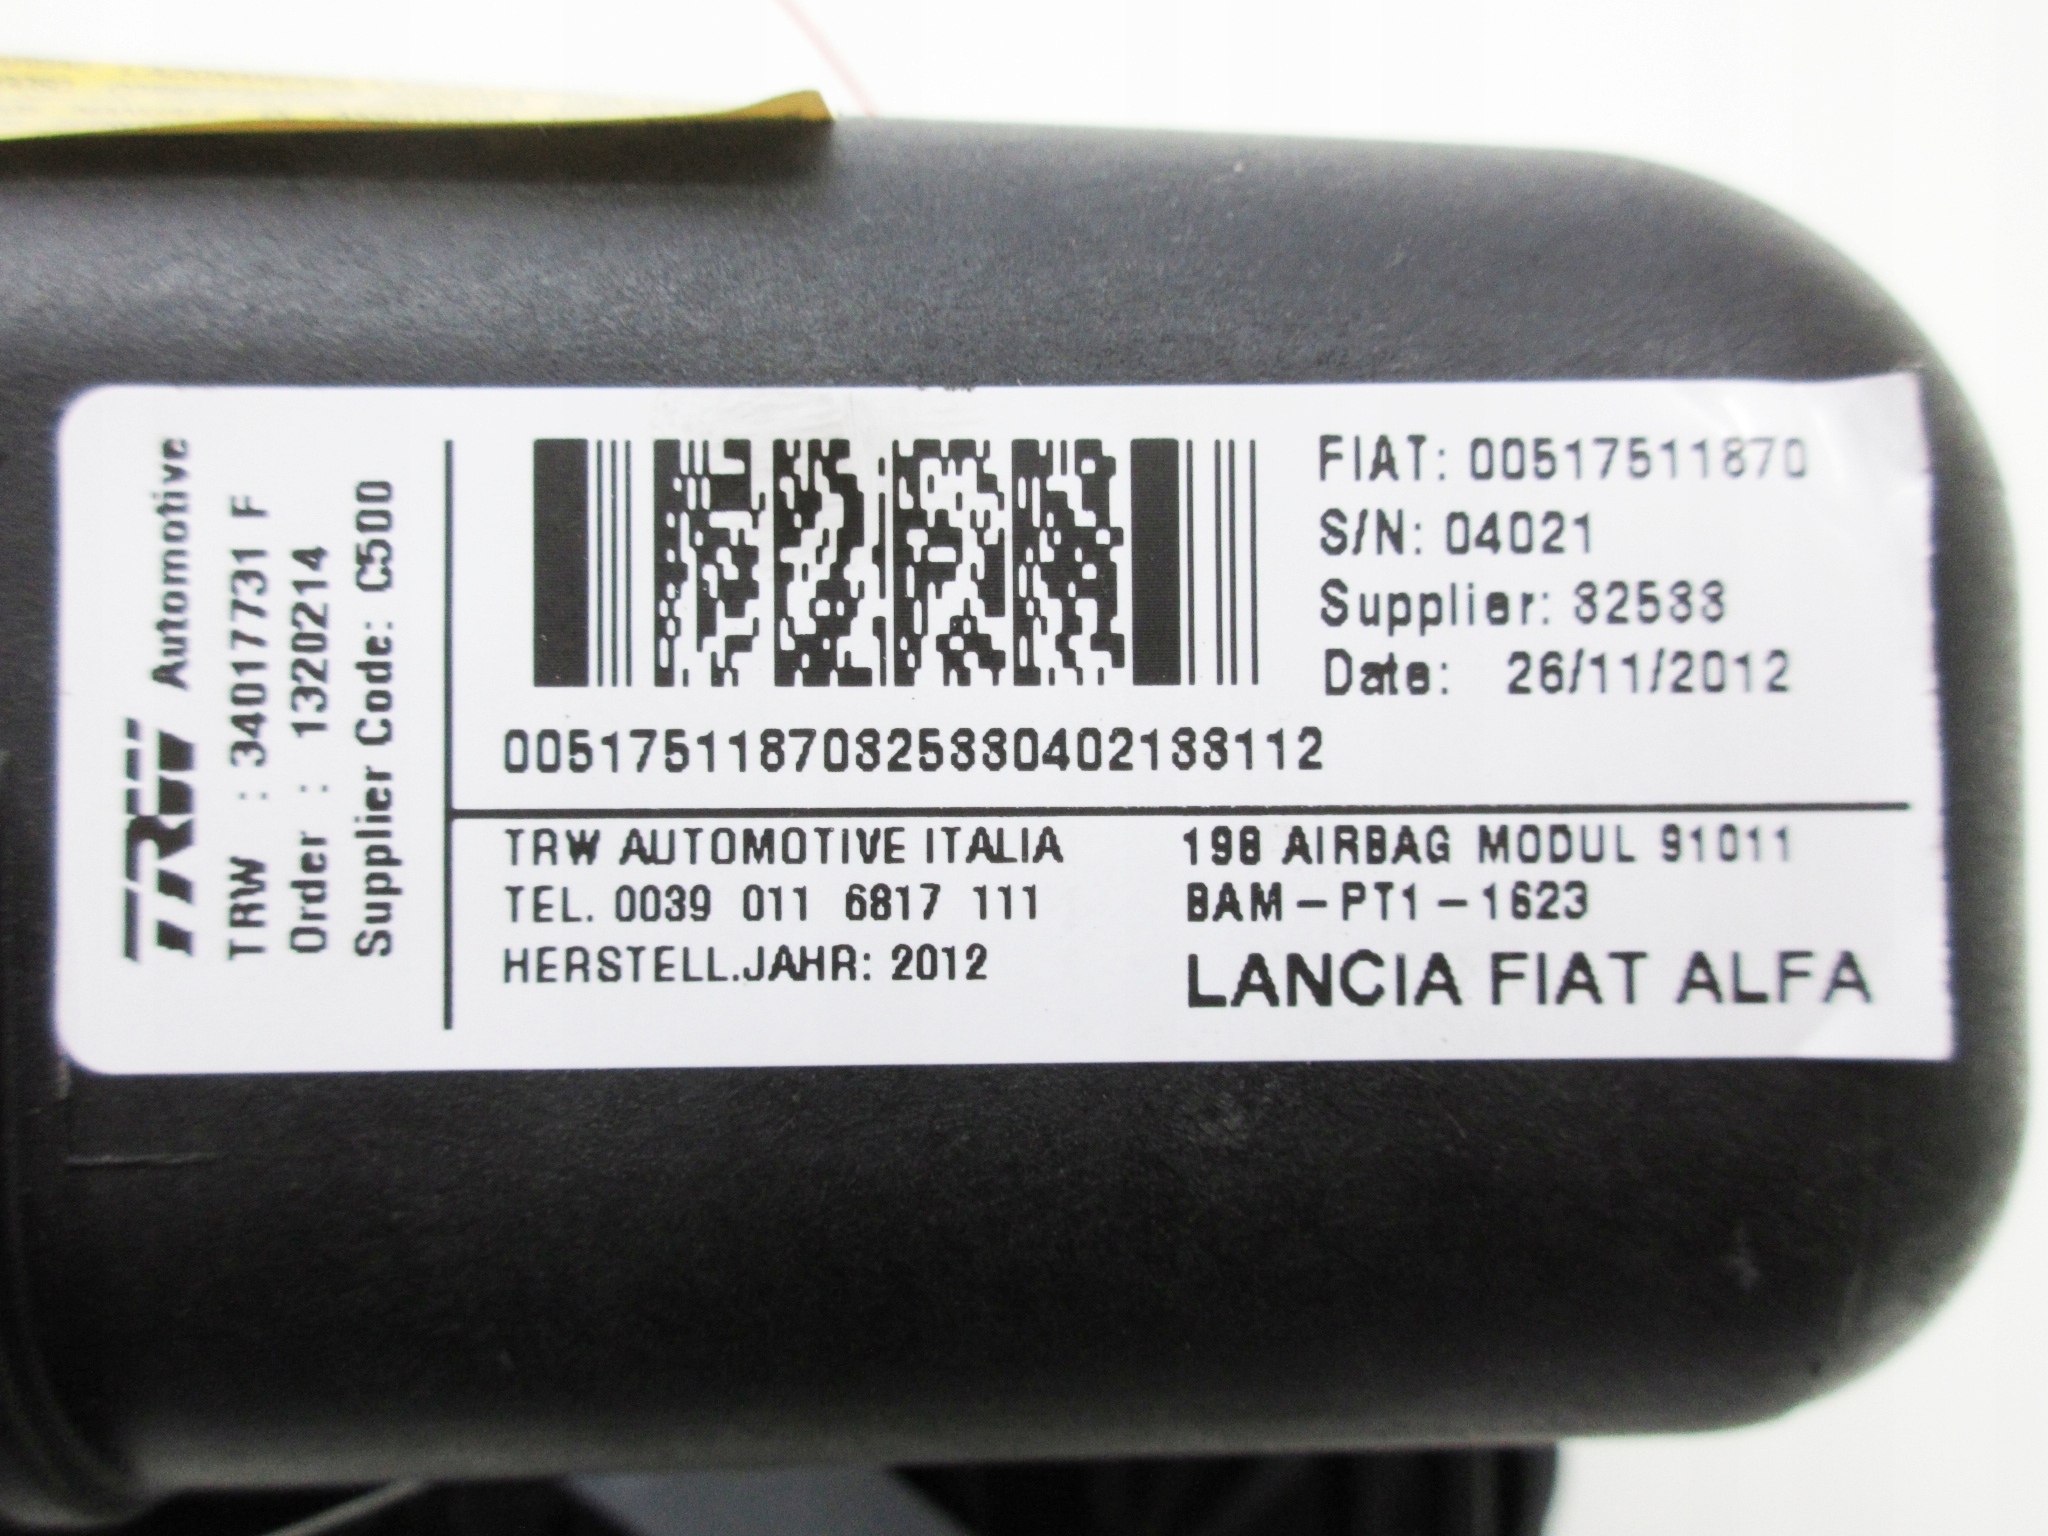 TRW Automotive
TRW : 34017731 F
Order : 1320214
Supplier Code: C500
FIAT: 00517511870
S/N: 04021
Supplier: 32533
Date: 26/11/2012
00517511870325330402133112
TRW AUTOMOTIVE ITALIA
TEL. 0039 011 6817 111
HERSTELL.JAHR: 2012
198 AIRBAG MODUL 91011
BAM-PT1-1623
LANCIA FIAT ALFA